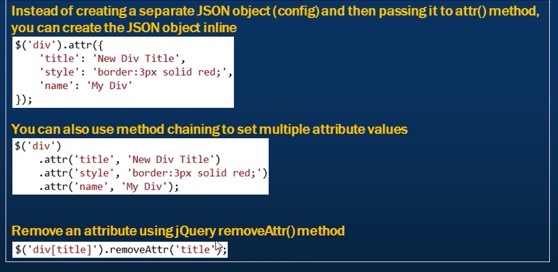 Instead of creating a separate JSON object (config) and then passing it to attr() method,
you can create the JSON object inline
$('div').attr({
'title': 'New Div Title',
'style': 'border:3px solid red;',
'name': 'My Div'
});
You can also use method chaining to set multiple attribute values
$('div')
.attr('title', 'New Div Title')
.attr('style', 'border:3px solid red;')
.attr('name', 'My Div');
Remove an attribute using jQuery removeAttr() method
$('div[title]').removeAttr('title');